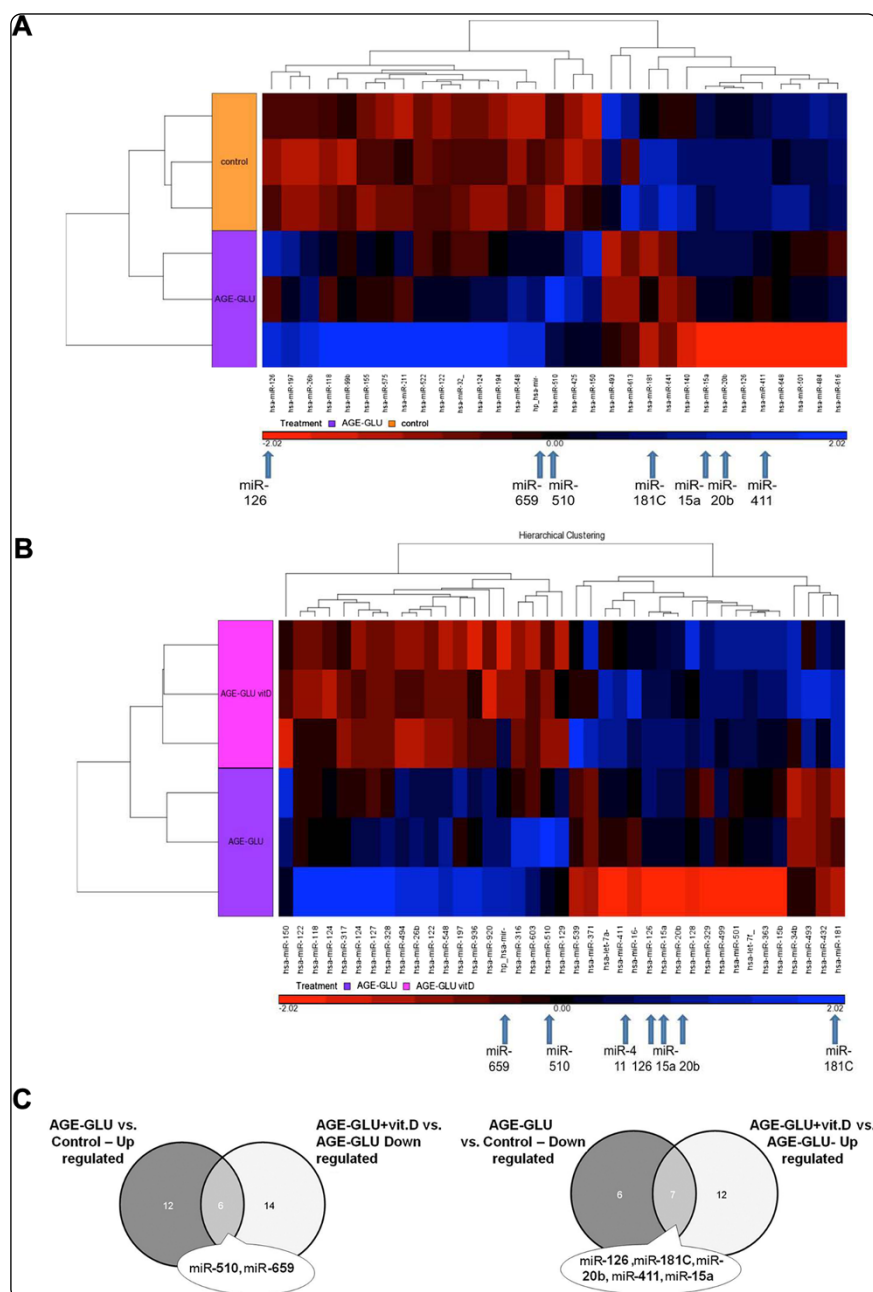 A
control
AGE-GLU
hsa-miR-126
hsa-miR-197
hsa-miR-26b
hsa-miR-118
hsa-miR-99b
hsa-miR-155
hsa-miR-575
hsa-miR-211
hsa-miR-522
hsa-miR-122
hsa-miR-32_
hsa-miR-124
hsa-miR-194
hsa-miR-548
hp_hsa-mir-
hsa-miR-510
hsa-miR-425
hsa-miR-150
hsa-miR-493
hsa-miR-613
hsa-miR-181
hsa-miR-641
hsa-miR-140
hsa-miR-15a
hsa-miR-20b
hsa-miR-126
hsa-miR-411
hsa-miR-648
hsa-miR-501
hsa-miR-484
hsa-miR-616
Treatment AGE-GLU control
-2.02 0.00 2.02
miR- miR- miR- miR- miR- miR- miR-
126 659 510 181C 15a 20b 411
B
Hierarchical Clustering
AGE-GLU vitD
AGE-GLU
hsa-miR-150
hsa-miR-122
hsa-miR-118
hsa-miR-124
hsa-miR-317
hsa-miR-124
hsa-miR-127
hsa-miR-328
hsa-miR-494
hsa-miR-26b
hsa-miR-122
hsa-miR-548
hsa-miR-197
hsa-miR-936
hsa-miR-920
hp_hsa-mir-
hsa-miR-316
hsa-miR-603
hsa-miR-510
hsa-miR-129
hsa-miR-539
hsa-miR-371
hsa-let-7a-
hsa-miR-411
hsa-miR-16-
hsa-miR-126
hsa-miR-15a
hsa-miR-20b
hsa-miR-128
hsa-miR-329
hsa-miR-499
hsa-miR-501
hsa-let-7f_
hsa-miR-363
hsa-miR-15b
hsa-miR-34b
hsa-miR-493
hsa-miR-432
hsa-miR-181
Treatment AGE-GLU AGE-GLU vitD
-2.02 0.00 2.02
miR- miR- miR-4 miR- miR-
659 510 11 126 15a 20b 181C
C
AGE-GLU vs.
Control – Up
regulated
AGE-GLU+vit.D vs.
AGE-GLU Down
regulated
12 6 14
miR-510, miR-659
AGE-GLU
vs. Control – Down
regulated
AGE-GLU+vit.D vs.
AGE-GLU- Up
regulated
6 7 12
miR-126 ,miR-181C, miR-
20b, miR-411, miR-15a